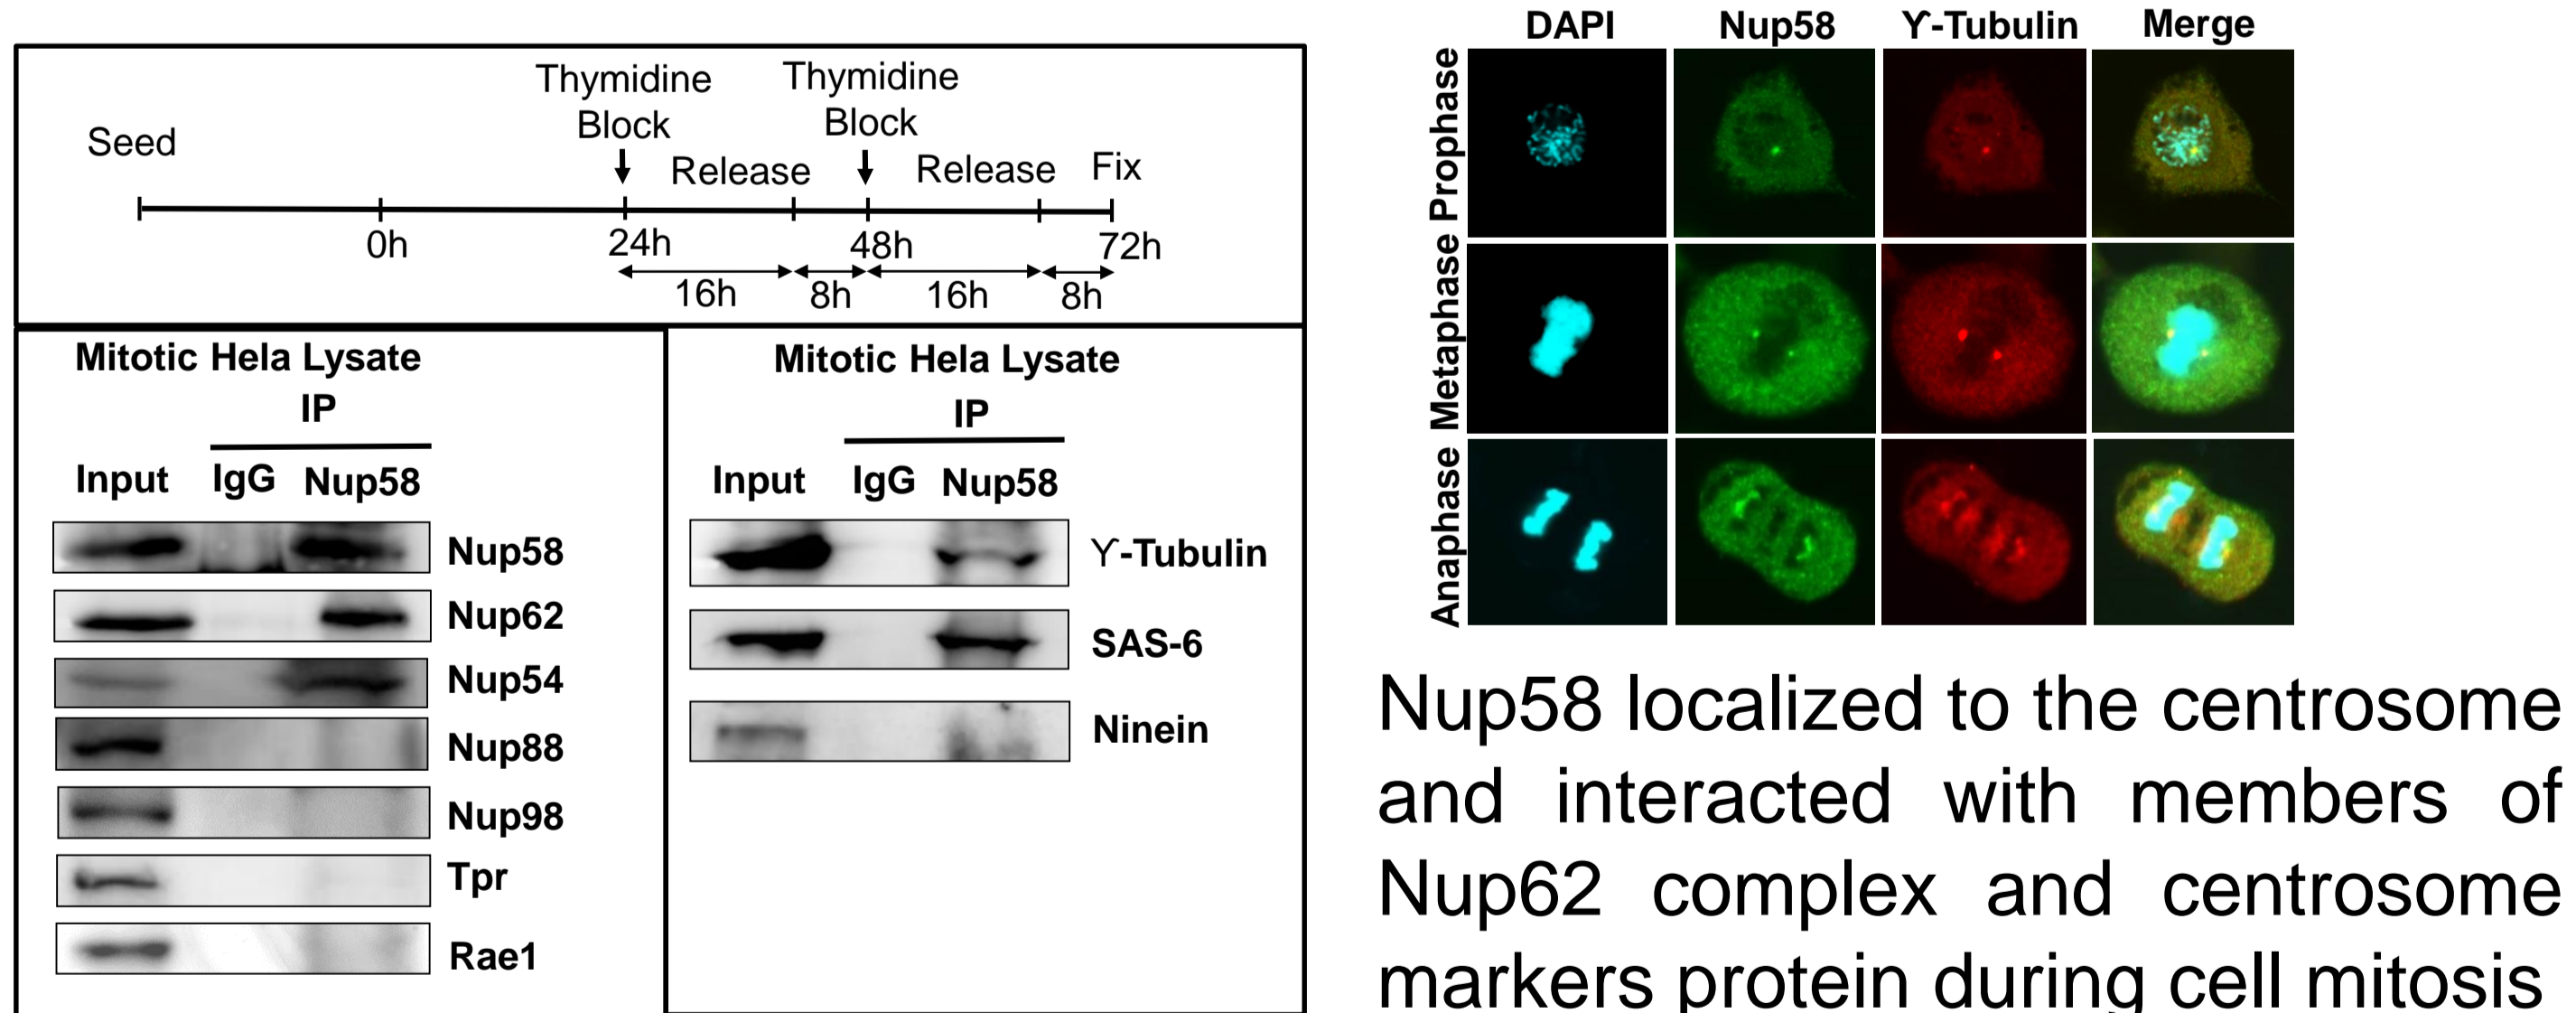 Thymidine Block
Thymidine Block
Seed
Release
Release
Fix
0h
24h
48h
72h
16h
8h
16h
8h
Mitotic Hela Lysate
IP
Input IgG Nup58
Nup58
Nup62
Nup54
Nup88
Nup98
Tpr
Rae1
Mitotic Hela Lysate
IP
Input IgG Nup58
ϒ-Tubulin
SAS-6
Ninein
DAPI Nup58 ϒ-Tubulin Merge
Prophase
Metaphase
Anaphase
Nup58 localized to the centrosome
and interacted with members of
Nup62 complex and centrosome
markers protein during cell mitosis